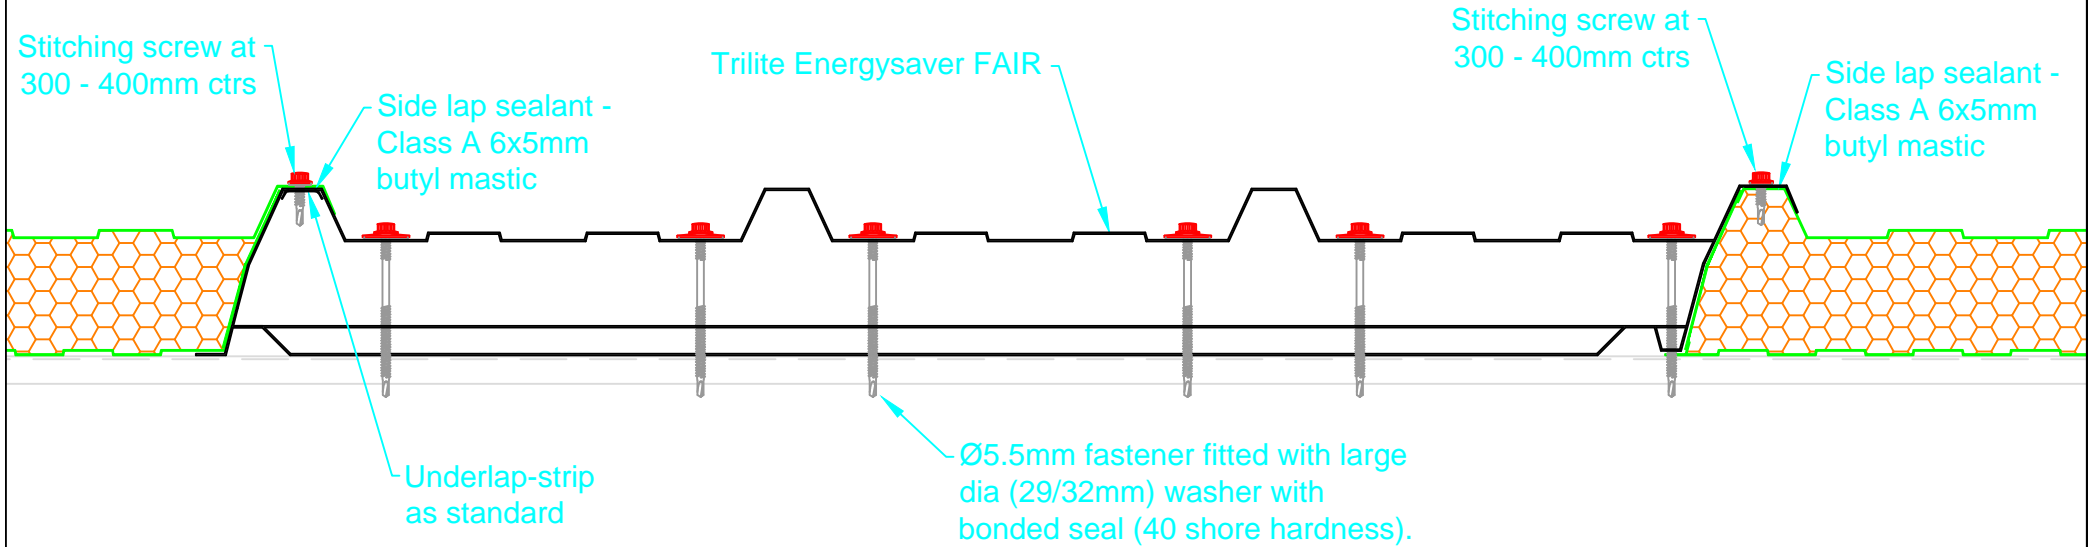 Stitching screw at
300 - 400mm ctrs
Side lap sealant -
Class A 6x5mm
butyl mastic
Trilite Energysaver FAIR
Stitching screw at
300 - 400mm ctrs
Side lap sealant -
Class A 6x5mm
butyl mastic
Underlap-strip
as standard
Ø5.5mm fastener fitted with large
dia (29/32mm) washer with
bonded seal (40 shore hardness).